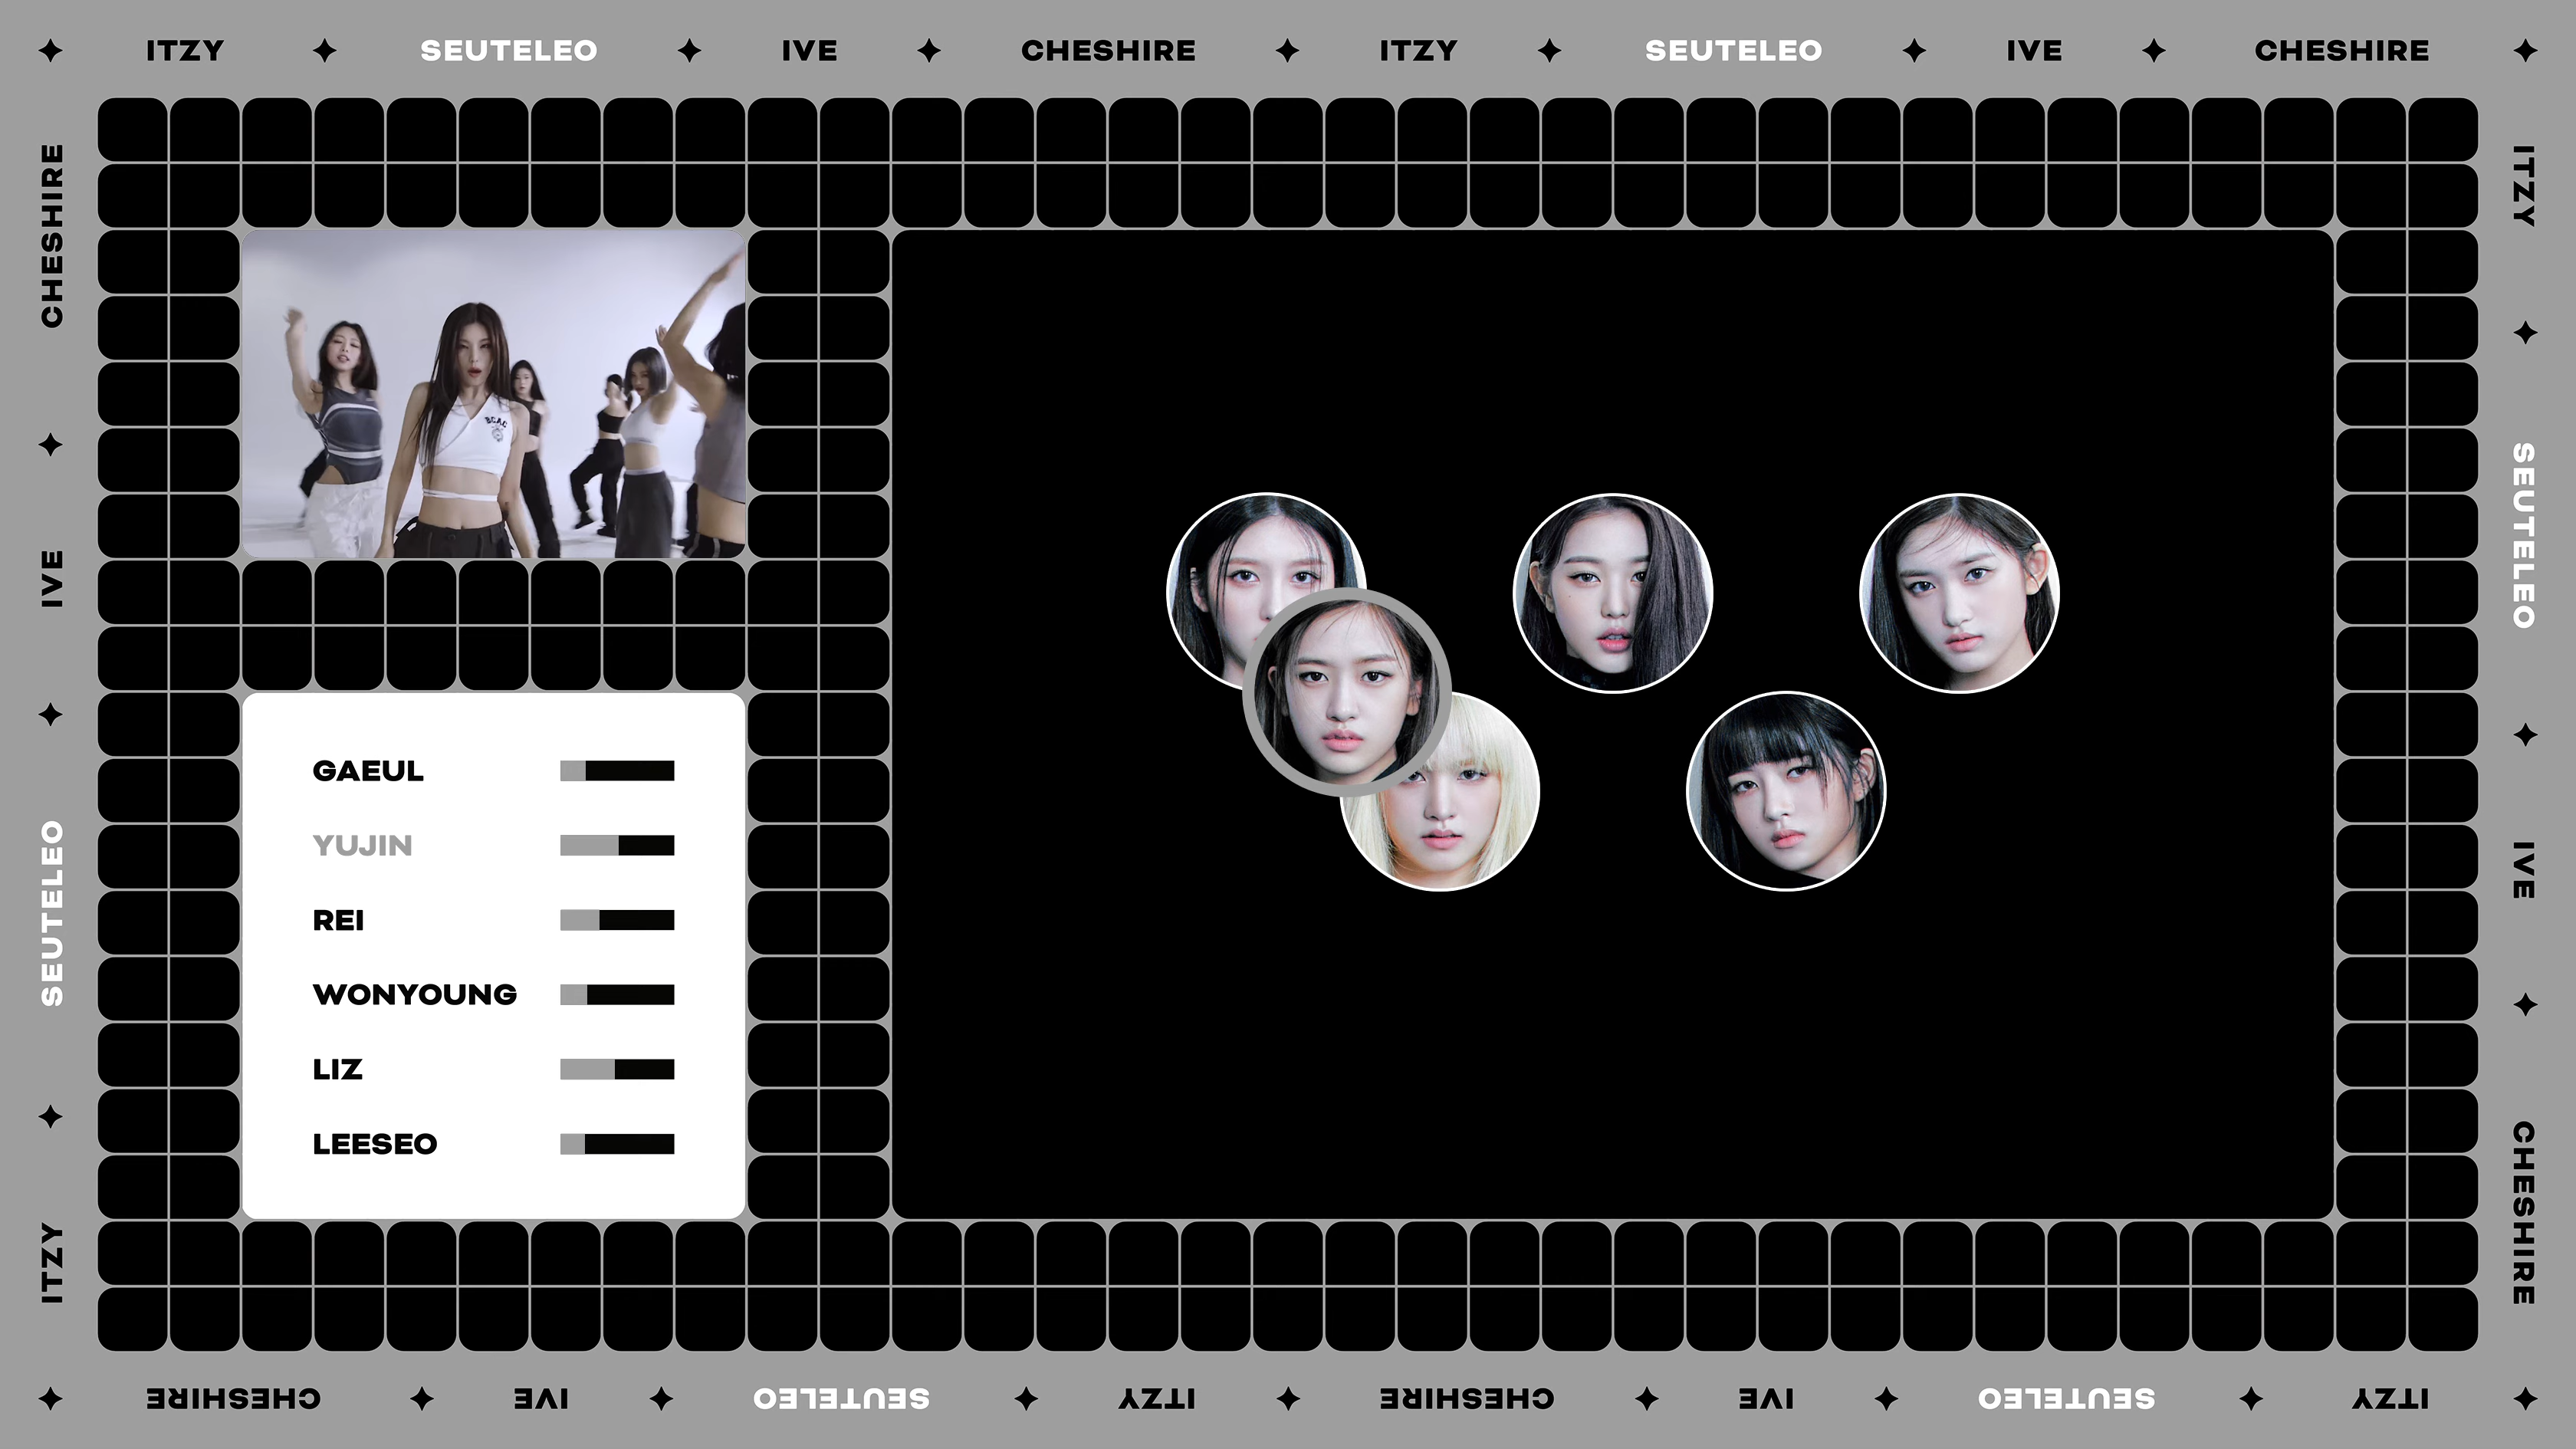 ITZY SEUTELEO IVE CHESHIRE ITZY SEUTELEO IVE CHESHIRE
ITZY SEUTELEO IVE CHESHIRE
ITZY SEUTELEO IVE CHESHIRE ITZY SEUTELEO IVE CHESHIRE
ITZY SEUTELEO IVE CHESHIRE
BCAC
GAEUL
YUJIN
REI
WONYOUNG
LIZ
LEESEO